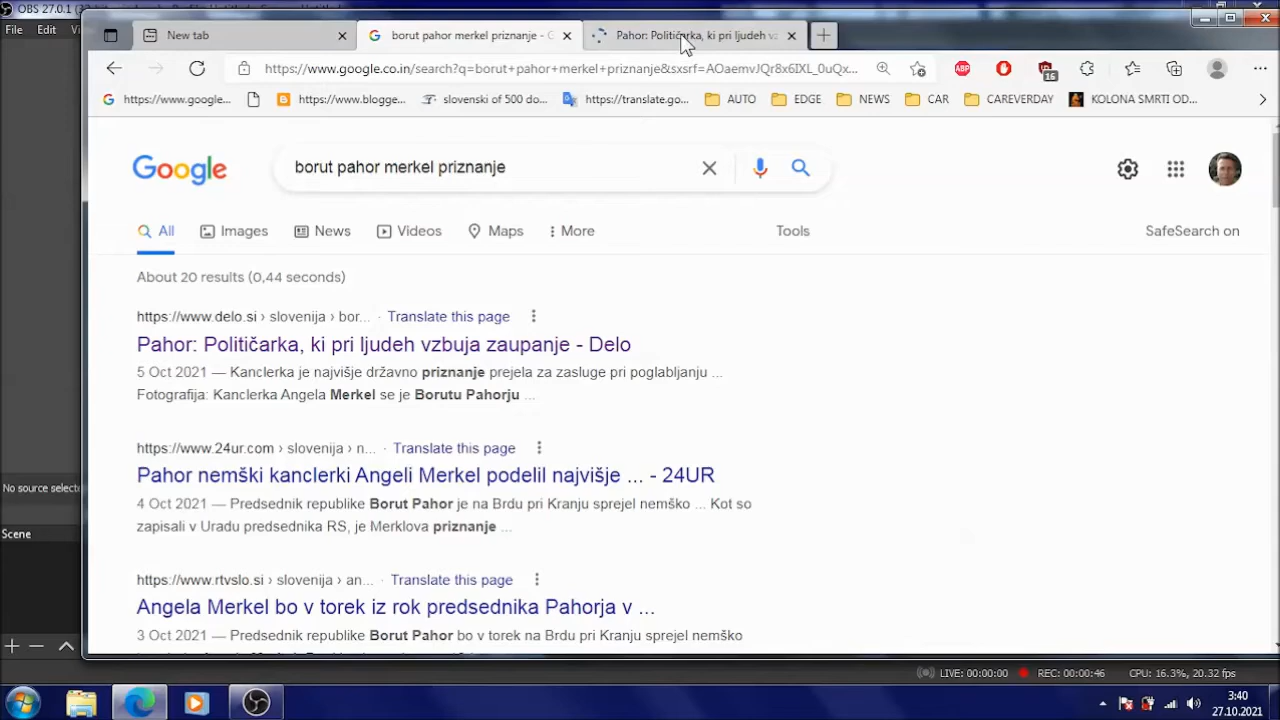 OBS 27.0.1
File Edit
New tab
borut pahor merkel priznanje - G
Pahor: Političarka, ki pri ljudeh vz
https://www.google.co.in/search?q=borut+pahor+merkel+priznanje&sxsrf=AOaemvJQr8x6IXL_0uQx...
16
https://www.google...
https://www.blogge...
slovenski of 500 do...
https://translate.go...
AUTO
EDGE
NEWS
CAR
CAREVERDAY
KOLONA SMRTI OD...
Google
borut pahor merkel priznanje
All
Images
News
Videos
Maps
More
Tools
SafeSearch on
About 20 results (0,44 seconds)
https://www.delo.si › slovenija › bor... · Translate this page
Pahor: Političarka, ki pri ljudeh vzbuja zaupanje - Delo
5 Oct 2021 — Kanclerka je najvišje državno priznanje prejela za zasluge pri poglabljanju ...
Fotografija: Kanclerka Angela Merkel se je Borutu Pahorju ...
https://www.24ur.com › slovenija › n... Translate this page
Pahor nemški kanclerki Angeli Merkel podelil najvišje ... - 24UR
4 Oct 2021 — Predsednik republike Borut Pahor je na Brdu pri Kranju sprejel nemško ... Kot so
zapisali v Uradu predsednika RS, je Merklova priznanje ...
https://www.rtvslo.si › slovenija › an... · Translate this page
Angela Merkel bo v torek iz rok predsednika Pahorja v ...
3 Oct 2021 — Predsednik republike Borut Pahor bo v torek na Brdu pri Kranju sprejel nemško
No source selecte
Scene
LIVE: 00:00:00
REC: 00:00:46
CPU: 16.3%, 20.32 fps
3:40
27.10.2021